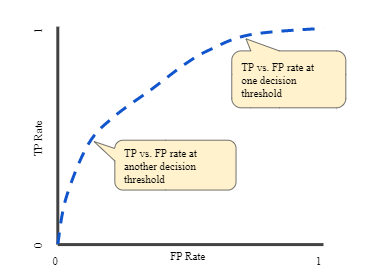 1
TP vs. FP rate at
one decision
threshold
TP Rate
TP vs. FP rate at
another decision
threshold
0
0
FP Rate
1